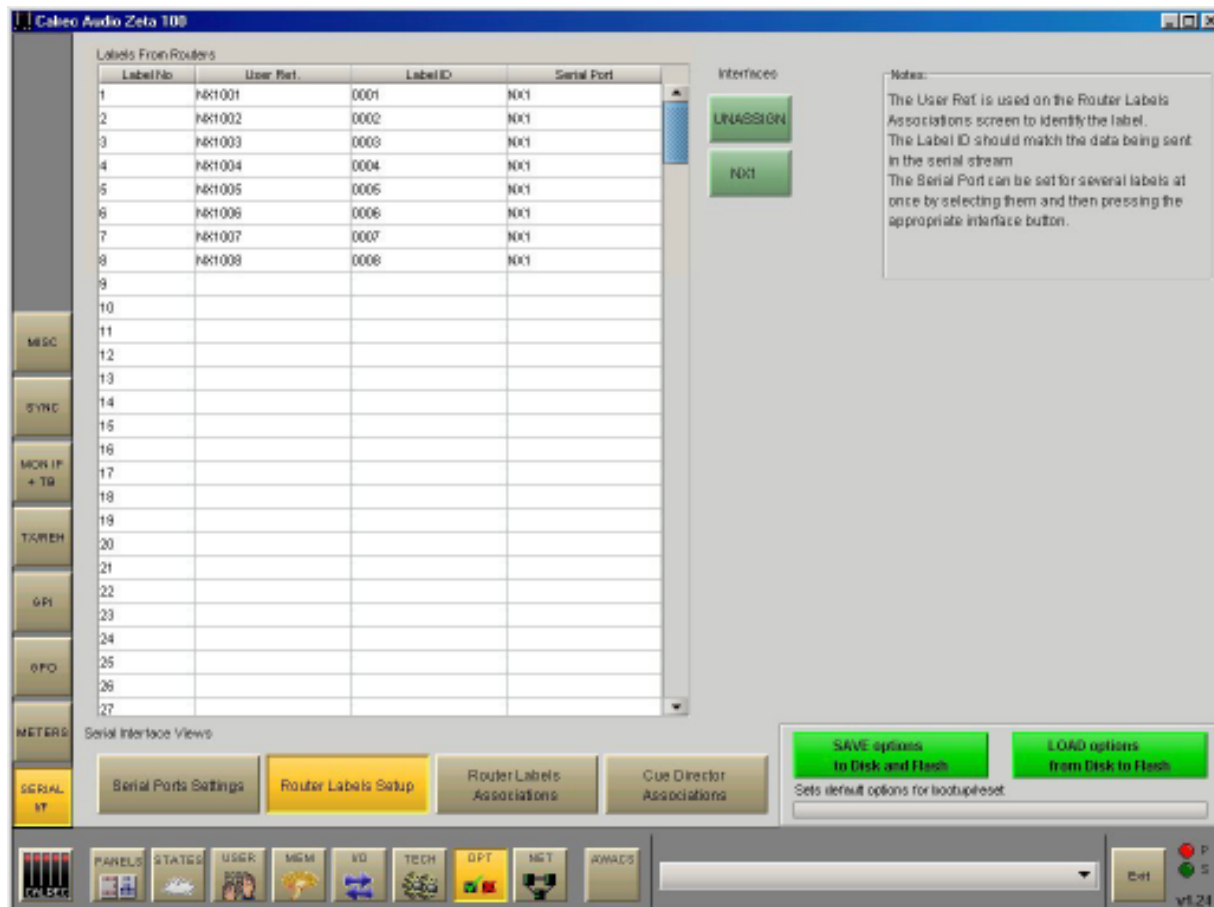 Calrec Audio Zeta 100
Labels From Routers
Label No User Ref. Label ID Serial Port
1 NX1001 0001 NX1
2 NX1002 0002 NX1
3 NX1003 0003 NX1
4 NX1004 0004 NX1
5 NX1005 0005 NX1
6 NX1006 0006 NX1
7 NX1007 0007 NX1
8 NX1008 0008 NX1
9
10
11
12
13
14
15
16
17
18
19
20
21
22
23
24
25
26
27
Interfaces
UNASSIGN
NX1
Notes:
The User Ref. is used on the Router Labels
Associations screen to identify the label.
The Label ID should match the data being sent
in the serial stream
The Serial Port can be set for several labels at
once by selecting them and then pressing the
appropriate interface button.
MISC
SYNC
MON IP
+ TB
TX/REH
GPI
GPO
METERS
SERIAL
I/F
Serial Interface Views
Serial Ports Settings
Router Labels Setup
Router Labels
Associations
Cue Director
Associations
SAVE options
to Disk and Flash
LOAD options
from Disk to Flash
Sets default options for bootup/reset
CALREC
PANELS
STATES
USER
MEM
I/O
TECH
OPT
NET
AWACS
Exit
P
S
v1.24